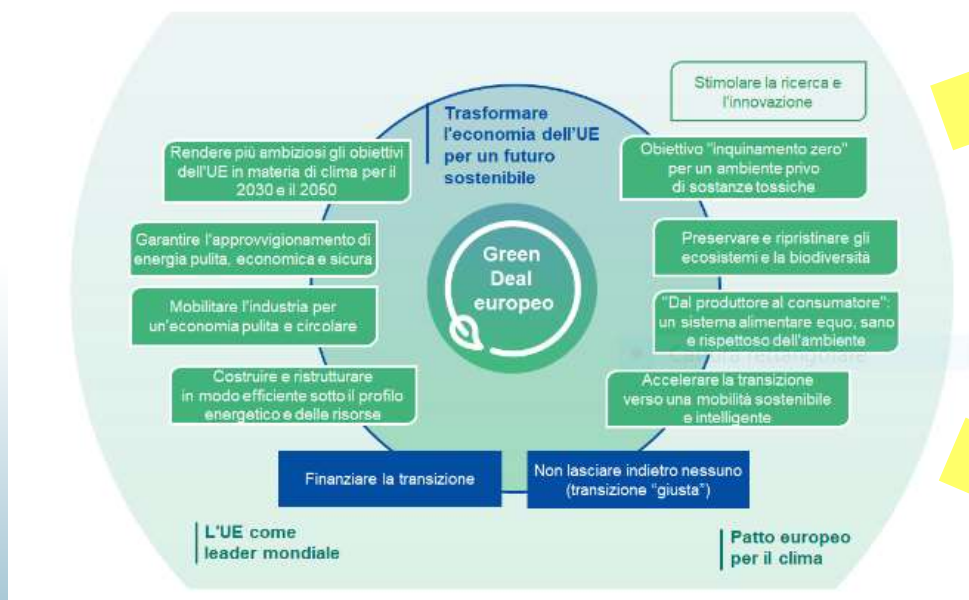 Stimolare la ricerca e
l'innovazione
Trasformare
l'economia dell'UE
per un futuro
sostenibile
Rendere più ambiziosi gli obiettivi
dell'UE in materia di clima per il
2030 e il 2050
Obiettivo "inquinamento zero"
per un ambiente privo
di sostanze tossiche
Garantire l'approvvigionamento di
energia pulita, economica e sicura
Preservare e ripristinare gli
ecosistemi e la biodiversità
Green
Deal
europeo
Mobilitare l'industria per
un'economia pulita e circolare
"Dal produttore al consumatore":
un sistema alimentare equo, sano
e rispettoso dell'ambiente
Cattura rettangolare
Costruire e ristrutturare
in modo efficiente sotto il profilo
energetico e delle risorse
Accelerare la transizione
verso una mobilità sostenibile
e intelligente
Finanziare la transizione
Non lasciare indietro nessuno
(transizione "giusta")
L'UE come
leader mondiale
Patto europeo
per il clima